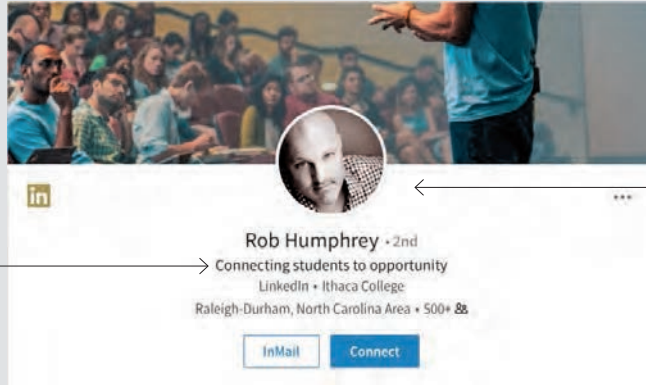 in
...
Rob Humphrey • 2nd
Connecting students to opportunity
LinkedIn • Ithaca College
Raleigh-Durham, North Carolina Area • 500+
InMail
Connect